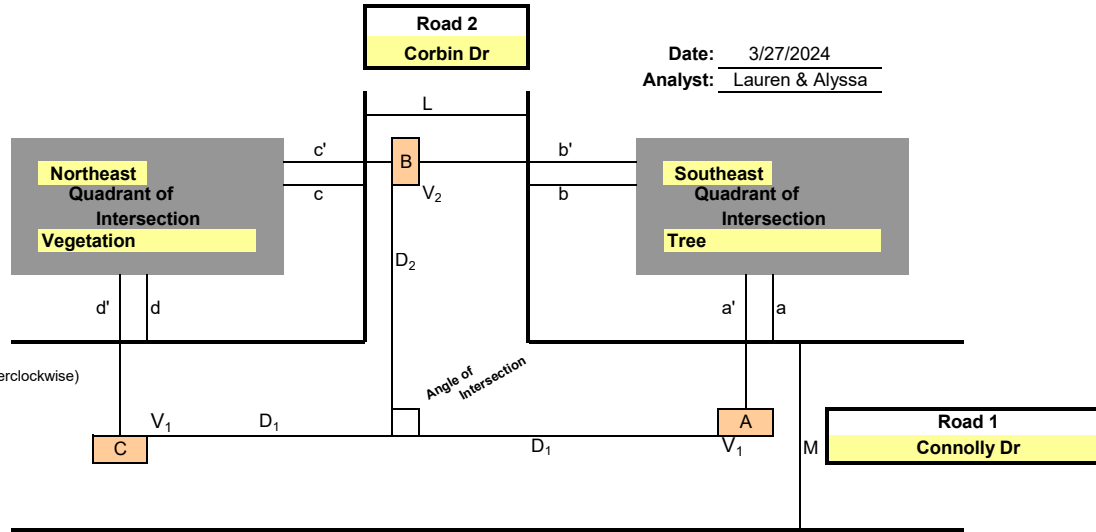 Road 2
Corbin Dr
Date: 3/27/2024
Analyst: Lauren & Alyssa
L
c'
B
b'
Northeast
Quadrant of
Intersection
Vegetation
c
V2
b
Southeast
Quadrant of
Intersection
Tree
D2
d'
d
a'
a
erclockwise)
Angle of
Intersection
V1
D1
C
D1
A
V1
M
Road 1
Connolly Dr